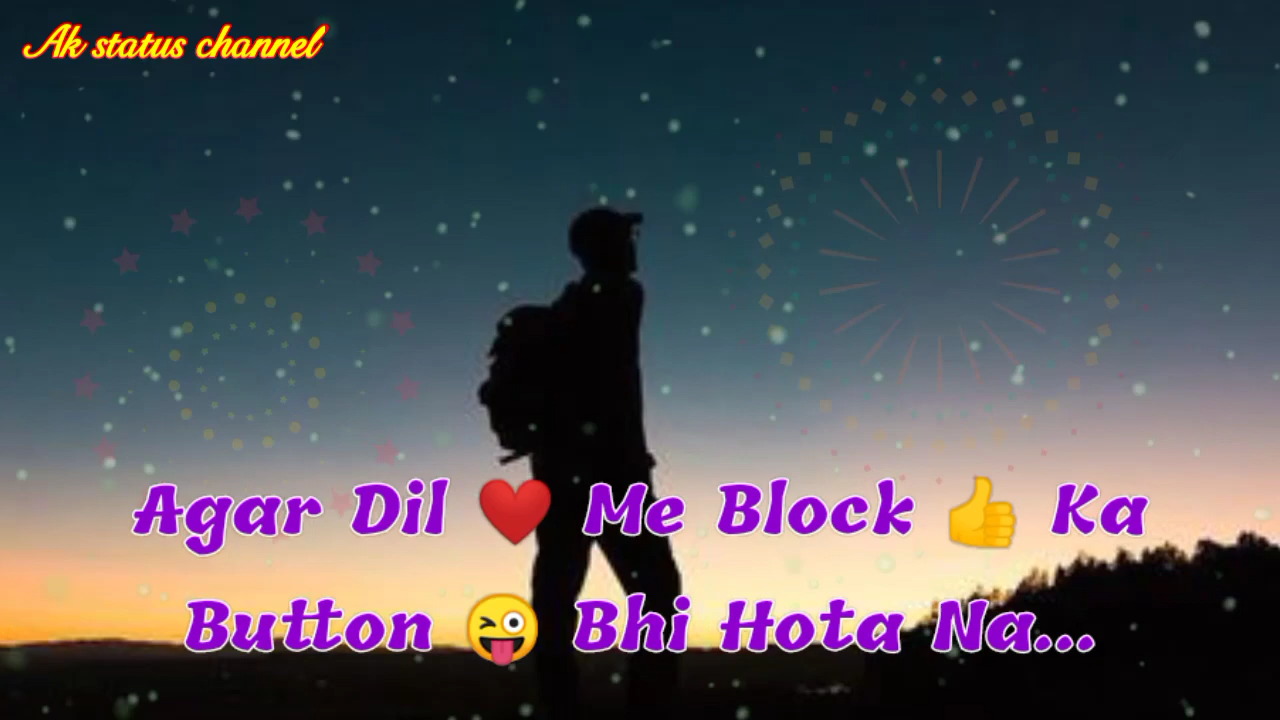 Ak status channel
Agar Dil ❤️ Me Block 👍 Ka
Button 😜 Bhi Hota Na...